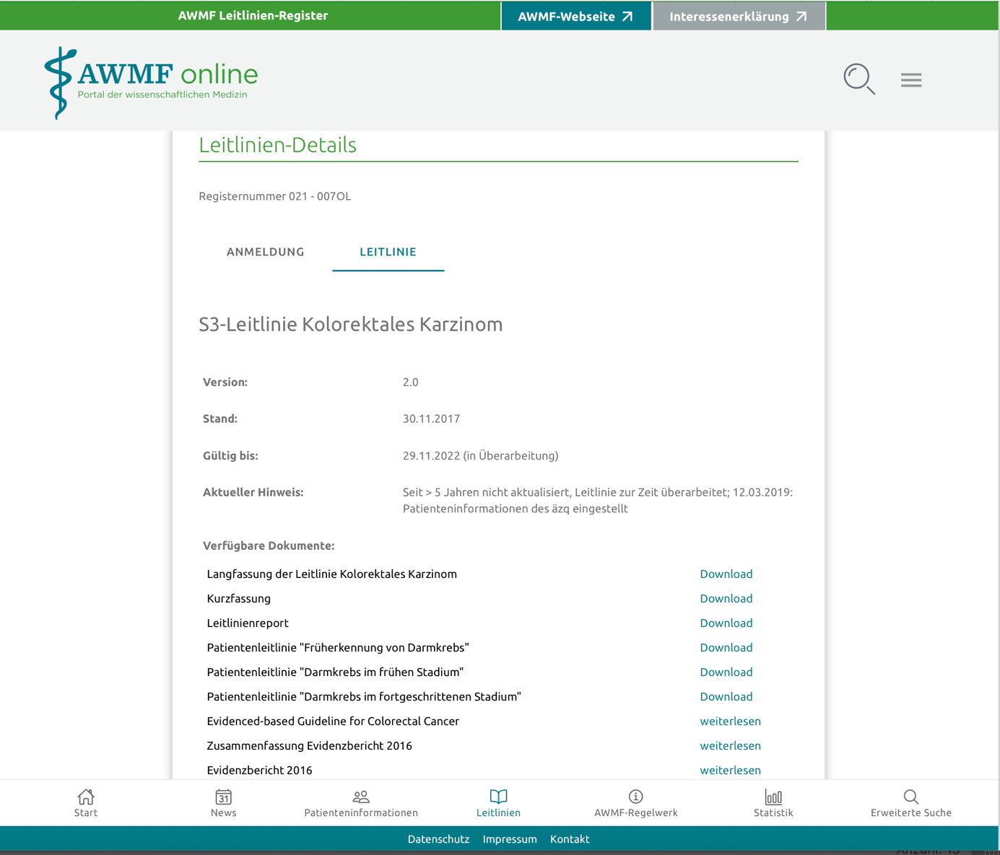 AWMF Leitlinien-Register
AWMF-Webseite
Interessenerklärung
AWMF online
Portal der wissenschaftlichen Medizin
Leitlinien-Details
Registernummer 021 - 007OL
ANMELDUNG LEITLINIE
S3-Leitlinie Kolorektales Karzinom
Version: 2.0
Stand: 30.11.2017
Gültig bis: 29.11.2022 (in Überarbeitung)
Aktueller Hinweis: Seit > 5 Jahren nicht aktualisiert, Leitlinie zur Zeit überarbeitet; 12.03.2019:
Patienteninformationen des äzq eingestellt
Verfügbare Dokumente:
Langfassung der Leitlinie Kolorektales Karzinom Download
Kurzfassung Download
Leitlinienreport Download
Patientenleitlinie "Früherkennung von Darmkrebs" Download
Patientenleitlinie "Darmkrebs im frühen Stadium" Download
Patientenleitlinie "Darmkrebs im fortgeschrittenen Stadium" Download
Evidenced-based Guideline for Colorectal Cancer weiterlesen
Zusammenfassung Evidenzbericht 2016 weiterlesen
Evidenzbericht 2016 weiterlesen
31
Start News Patienteninformationen Leitlinien AWMF-Regelwerk Statistik Erweiterte Suche
Datenschutz Impressum Kontakt